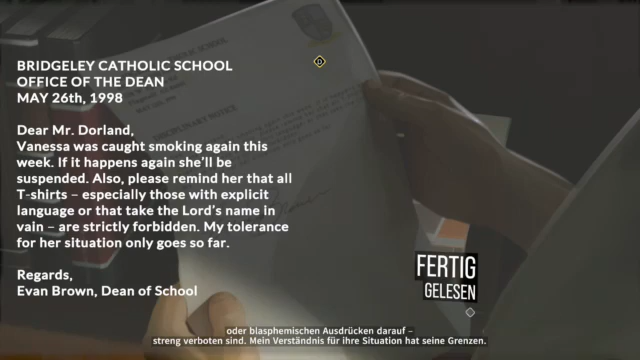 BRIDGELEY CATHOLIC SCHOOL
OFFICE OF THE DEAN
MAY 26th, 1998
Dear Mr. Dorland,
Vanessa was caught smoking again this
week. If it happens again she'll be
suspended. Also, please remind her that all
T-shirts – especially those with explicit
language or that take the Lord's name in
vain – are strictly forbidden. My tolerance
for her situation only goes so far.
Regards,
Evan Brown, Dean of School
D
FERTIG
GELESEN
oder blasphemischen Ausdrücken darauf –
streng verboten sind. Mein Verständnis für ihre Situation hat seine Grenzen.